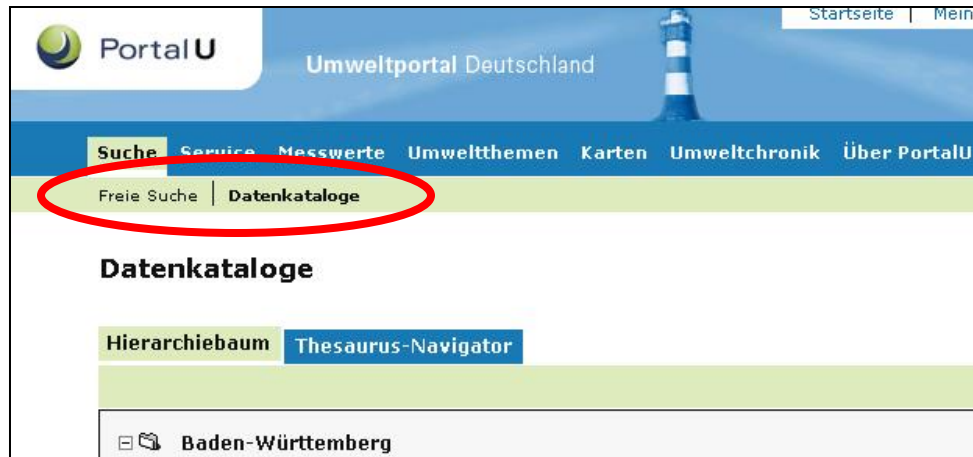 Startseite | Mein
PortalU
Umweltportal Deutschland
Suche Service Messwerte Umweltthemen Karten Umweltchronik Über PortalU
Freie Suche | Datenkataloge
Datenkataloge
Hierarchiebaum Thesaurus-Navigator
Baden-Württemberg